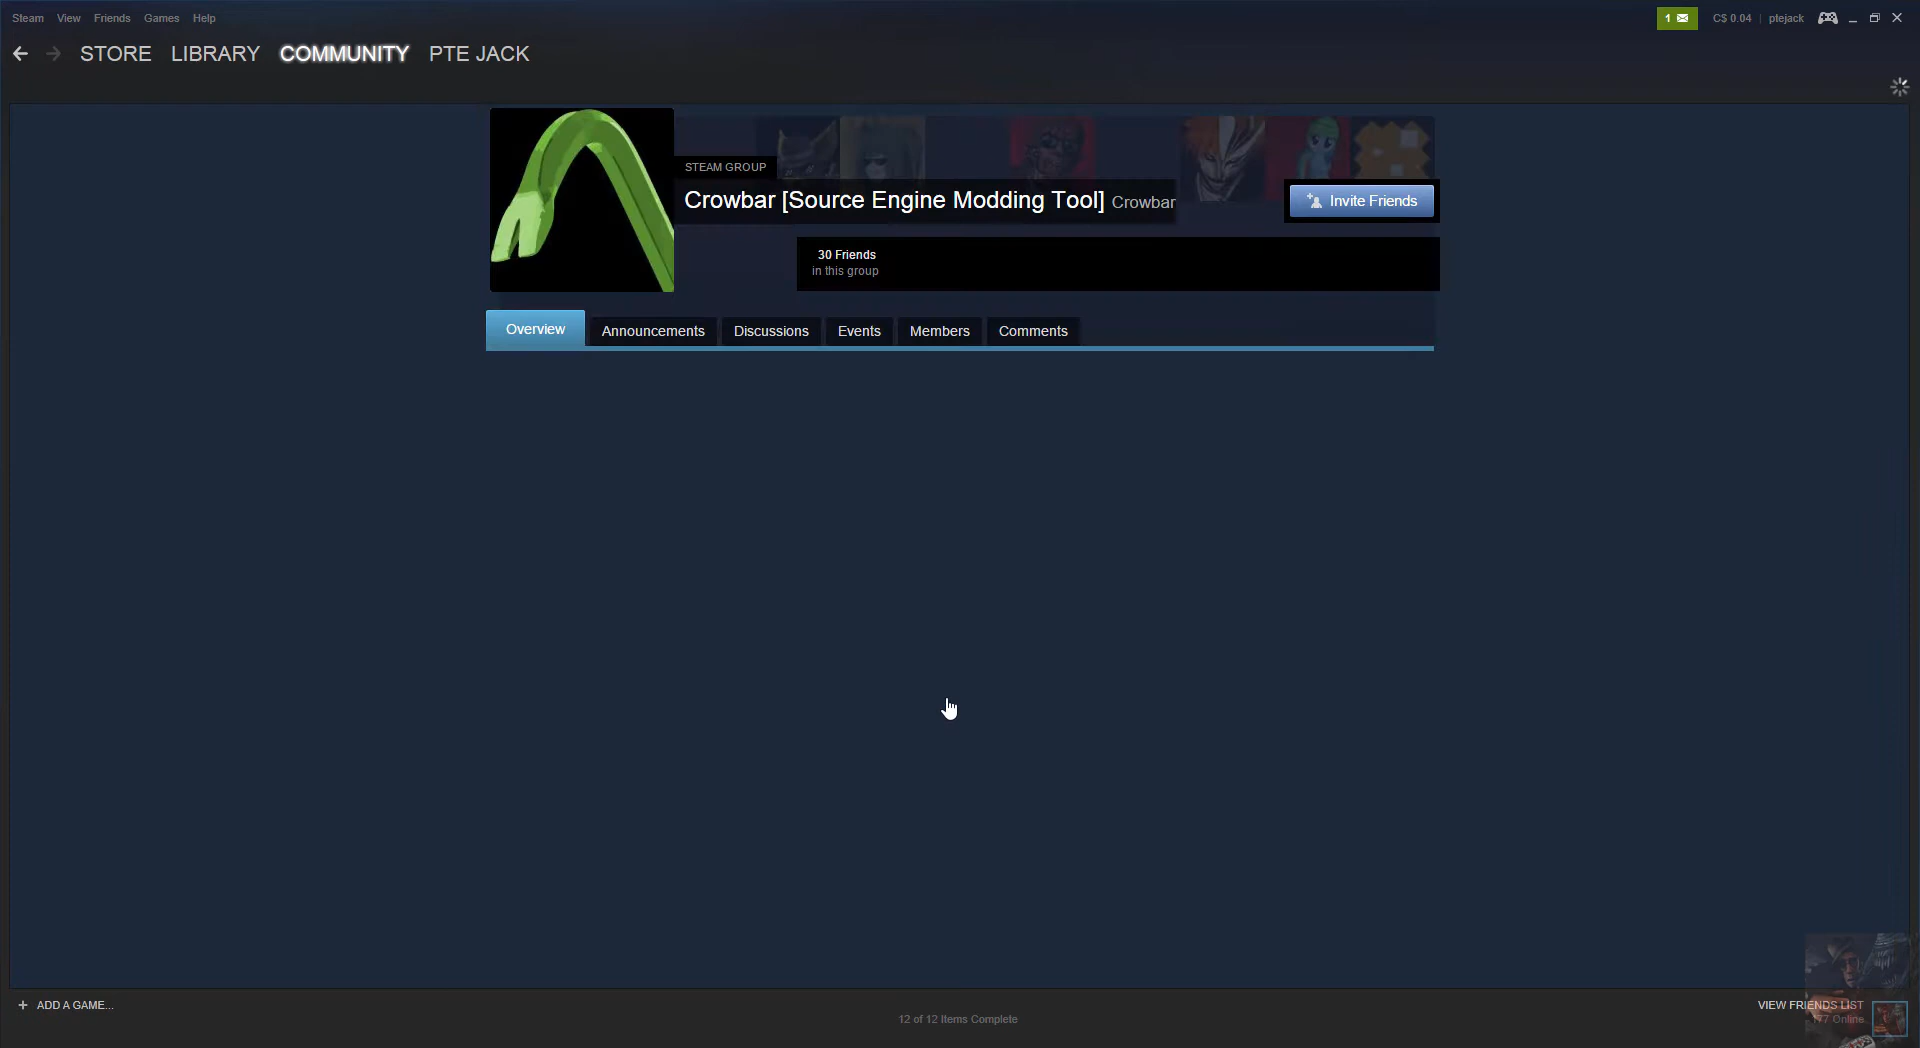 Steam View Friends Games Help
1 C$ 0.04 | ptejack
STORE LIBRARY COMMUNITY PTE JACK
STEAM GROUP
Crowbar [Source Engine Modding Tool] Crowbar
Invite Friends
30 Friends
in this group
Overview Announcements Discussions Events Members Comments
+ ADD A GAME...
12 of 12 Items Complete
VIEW FRIENDS LIST
177 Online